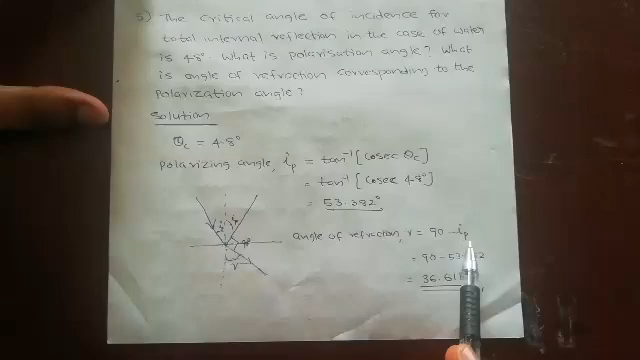 5) The critical angle of incidence for
total internal reflection in the case of water
is 48°. What is polarisation angle? What
is angle of refraction corresponding to the
polarization angle?
Solution
θc = 48°
Polarizing angle, ip = tan⁻¹ [cosec θc]
= tan⁻¹ [cosec 48°]
= 53.382°
angle of refraction, r = 90 - ip
= 90 - 53.
= 36.61